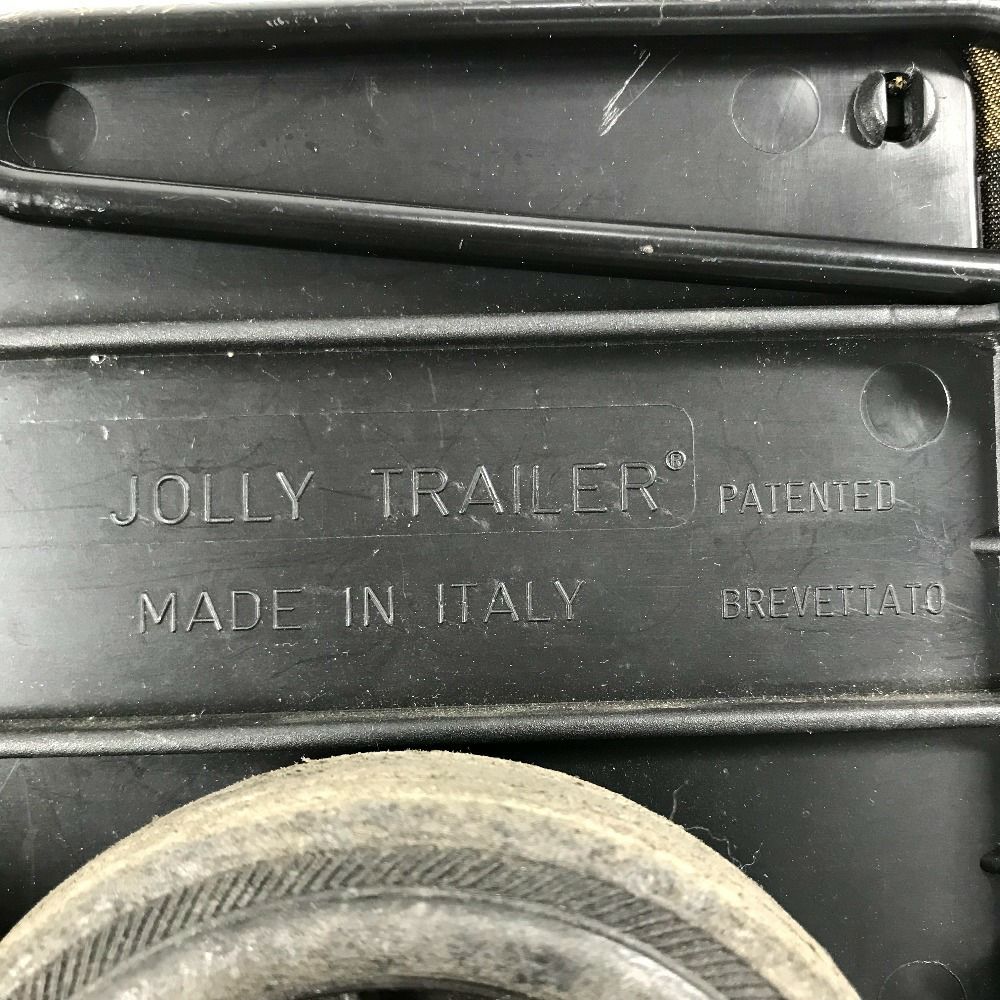 JOLLY TRAILER® PATENTED
MADE IN ITALY BREVETTATO